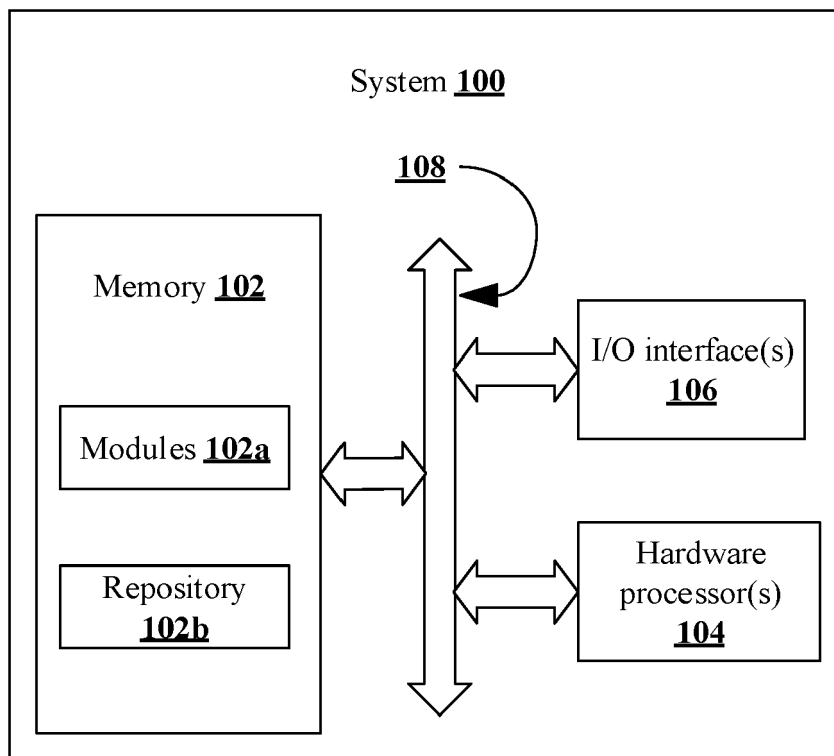 System 100
108
Memory 102
Modules 102a
Repository
102b
I/O interface(s)
106
Hardware
processor(s)
104